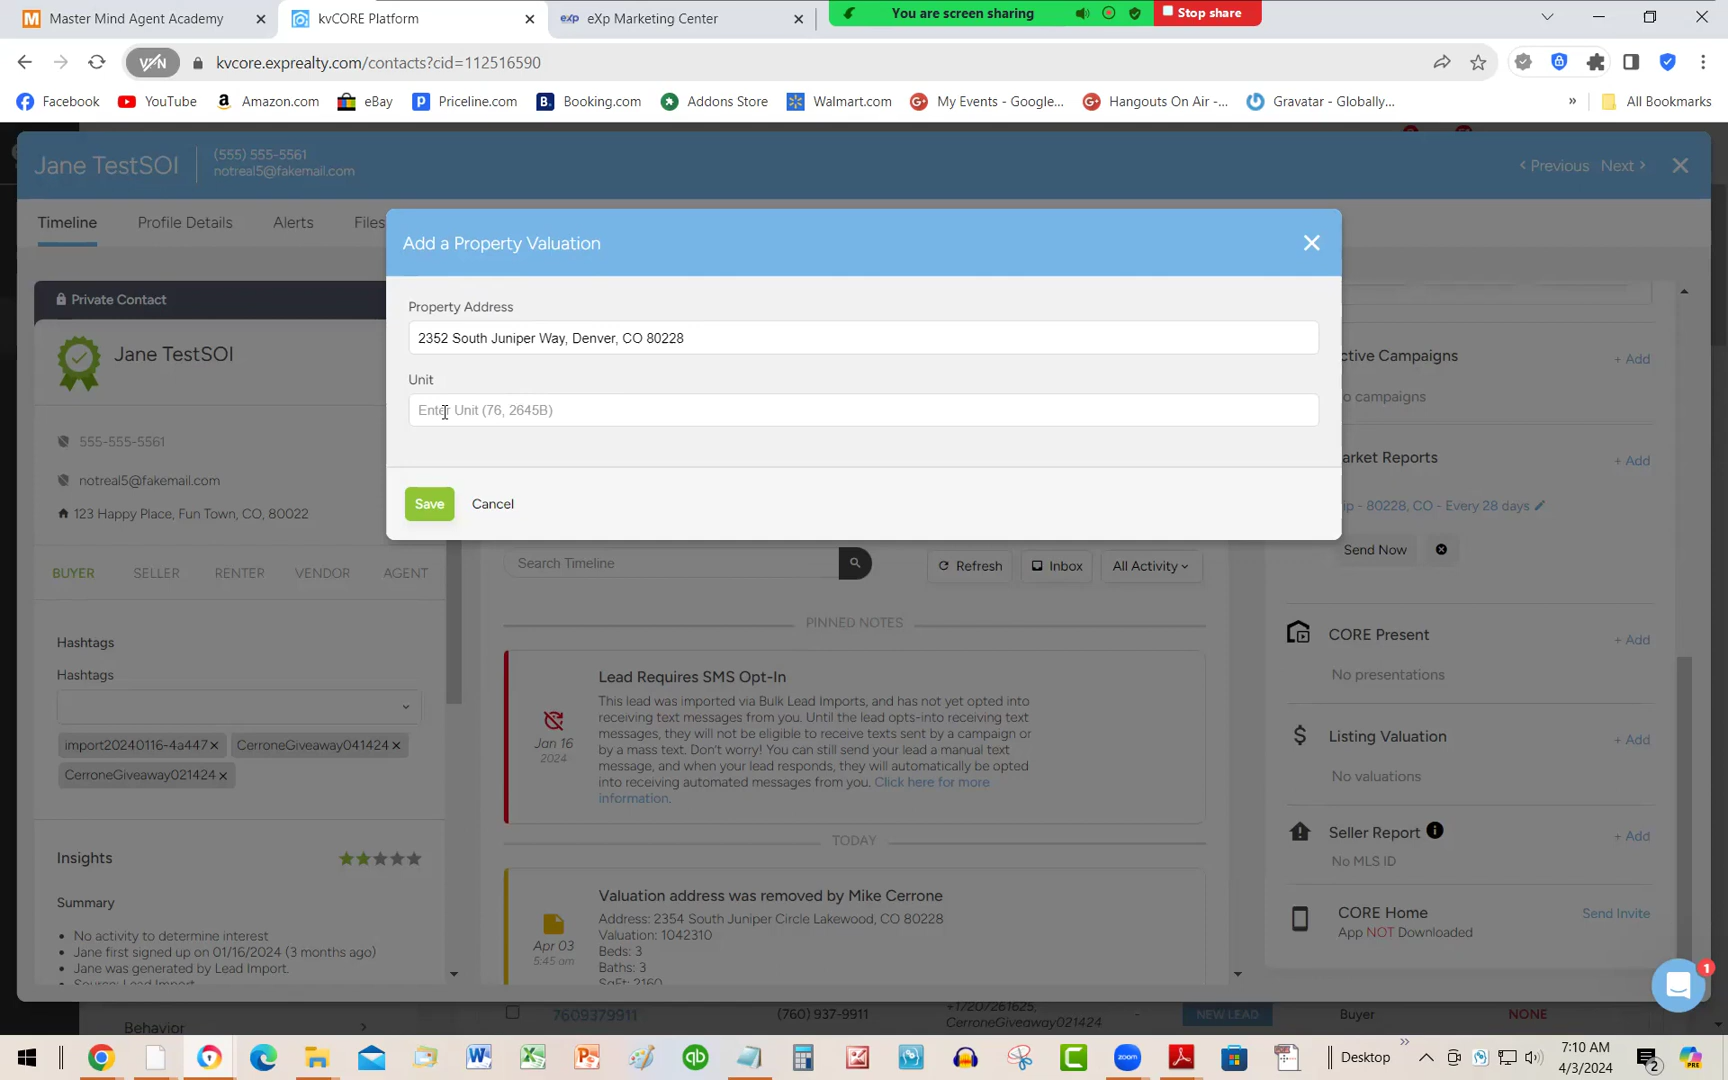 Master Mind Agent Academy
kvCORE Platform
eXp Marketing Center
You are screen sharing
Stop share
VPN
kvcore.exprealty.com/contacts?cid=112516590
Facebook
YouTube
Amazon.com
eBay
Priceline.com
Booking.com
Addons Store
Walmart.com
My Events - Google...
Hangouts On Air -...
Gravatar - Globally...
»
All Bookmarks
Jane TestSOI
(555) 555-5561
notreal5@fakemail.com
Previous
Next
Timeline
Profile Details
Alerts
Files
Add a Property Valuation
Property Address
2352 South Juniper Way, Denver, CO 80228
Unit
Enter Unit (76, 2645B)
Save
Cancel
Private Contact
Jane TestSOI
555-555-5561
notreal5@fakemail.com
123 Happy Place, Fun Town, CO, 80022
BUYER
SELLER
RENTER
VENDOR
AGENT
Hashtags
Hashtags
import20240116-4a447
CerroneGiveaway041424
CerroneGiveaway021424
Insights
Summary
• No activity to determine interest
• Jane first signed up on 01/16/2024 (3 months ago)
• Jane was generated by Lead Import.
Search Timeline
Refresh
Inbox
All Activity
PINNED NOTES
Jan 16
2024
Lead Requires SMS Opt-In
This lead was imported via Bulk Lead Imports, and has not yet opted into
receiving text messages from you. Until the lead opts-into receiving text
messages, they will not be eligible to receive texts sent by a campaign or
by a mass text. Don't worry! You can still send your lead a manual text
message, and when your lead responds, they will automatically be opted
into receiving automated messages from you. Click here for more
information.
TODAY
Apr 03
5:45 am
Valuation address was removed by Mike Cerrone
Address: 2354 South Juniper Circle Lakewood, CO 80228
Valuation: 1042310
Beds: 3
Baths: 3
SqFt: 2160
ctive Campaigns
+ Add
o campaigns
arket Reports
+ Add
ip - 80228, CO - Every 28 days
Send Now
CORE Present
+ Add
No presentations
Listing Valuation
+ Add
No valuations
Seller Report
+ Add
No MLS ID
CORE Home
Send Invite
App NOT Downloaded
1
Behavior
7609379911
(760) 937-9911
+17207261625,
CerroneGiveaway021424
-
NEW LEAD
Buyer
NONE
zoom
Desktop
»
7:10 AM
4/3/2024
2
PRE